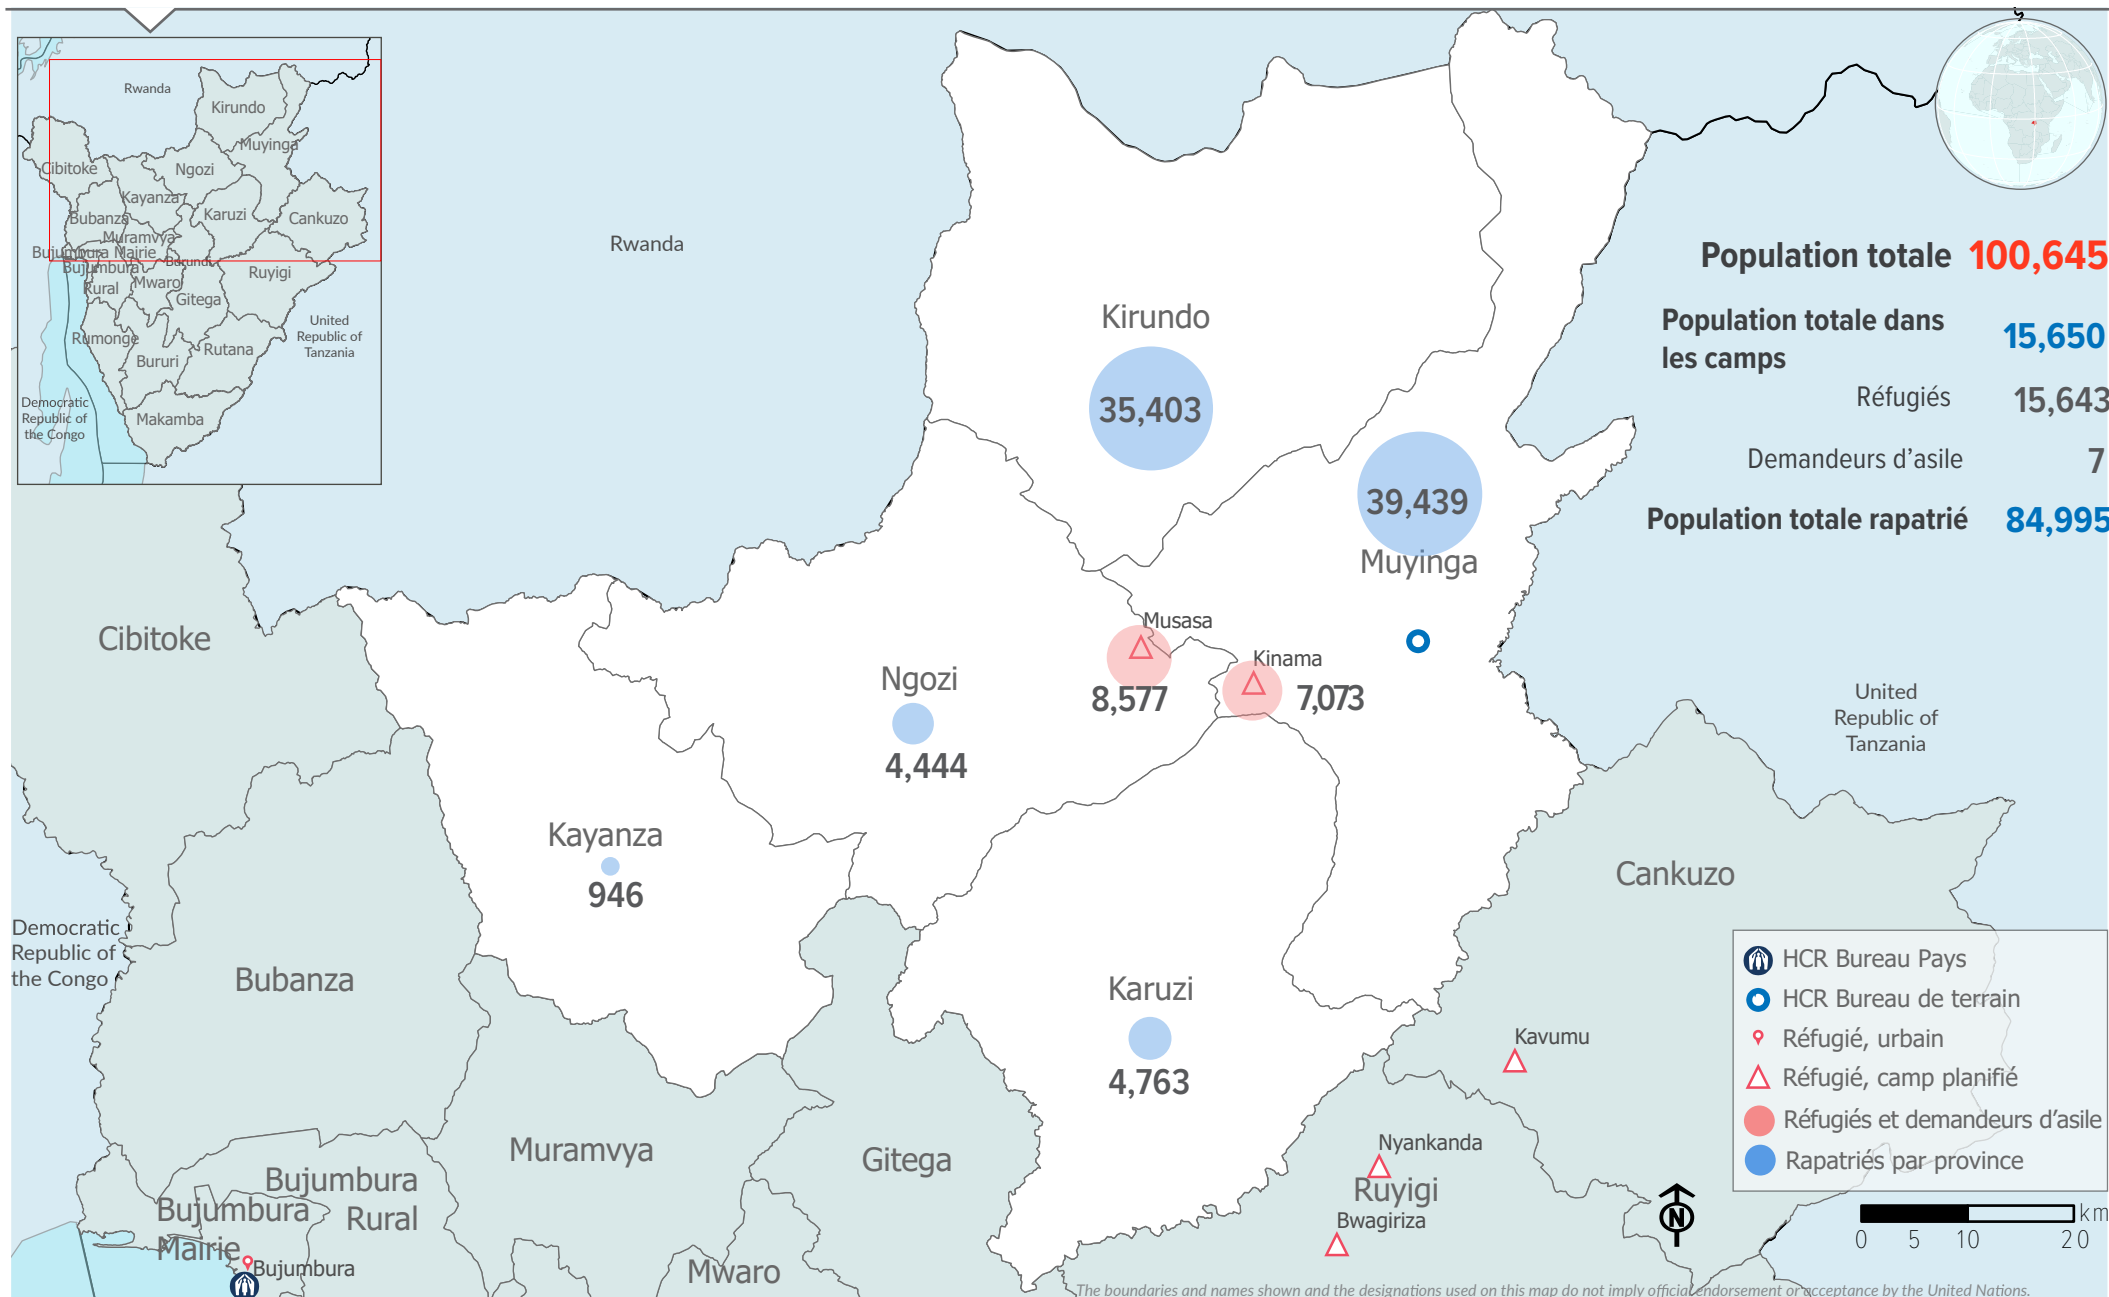 Rwanda
Kirundo
Muyinga
Cibitoke
Ngozi
Kayanza
Karuzi
Bubanza
Cankuzo
Muramvya
Bujumbura Mairie
Burundi
Bujumbura
Rural
Mwaro
Ruyigi
Gitega
Rumonge
United
Republic of
Tanzania
Bururi
Rutana
Democratic
Republic of
the Congo
Makamba
Rwanda
Population totale 100,645
Population totale dans
les camps
15,650
Réfugiés 15,643
Demandeurs d'asile 7
Population totale rapatrié 84,995
Kirundo
35,403
39,439
Muyinga
Musasa
8,577
Kinama
7,073
Cibitoke
Ngozi
4,444
United
Republic of
Tanzania
Kayanza
946
Cankuzo
Democratic
Republic of
the Congo
Bubanza
Karuzi
4,763
Kavumu
Muramvya
Gitega
Nyankanda
Ruyigi
Bwagiriza
Bujumbura
Rural
Bujumbura
Mairie
Bujumbura
Mwaro
HCR Bureau Pays
HCR Bureau de terrain
Réfugié, urbain
Réfugié, camp planifié
Réfugiés et demandeurs d'asile
Rapatriés par province
N
km
0 5 10 20
The boundaries and names shown and the designations used on this map do not imply official endorsement or acceptance by the United Nations.